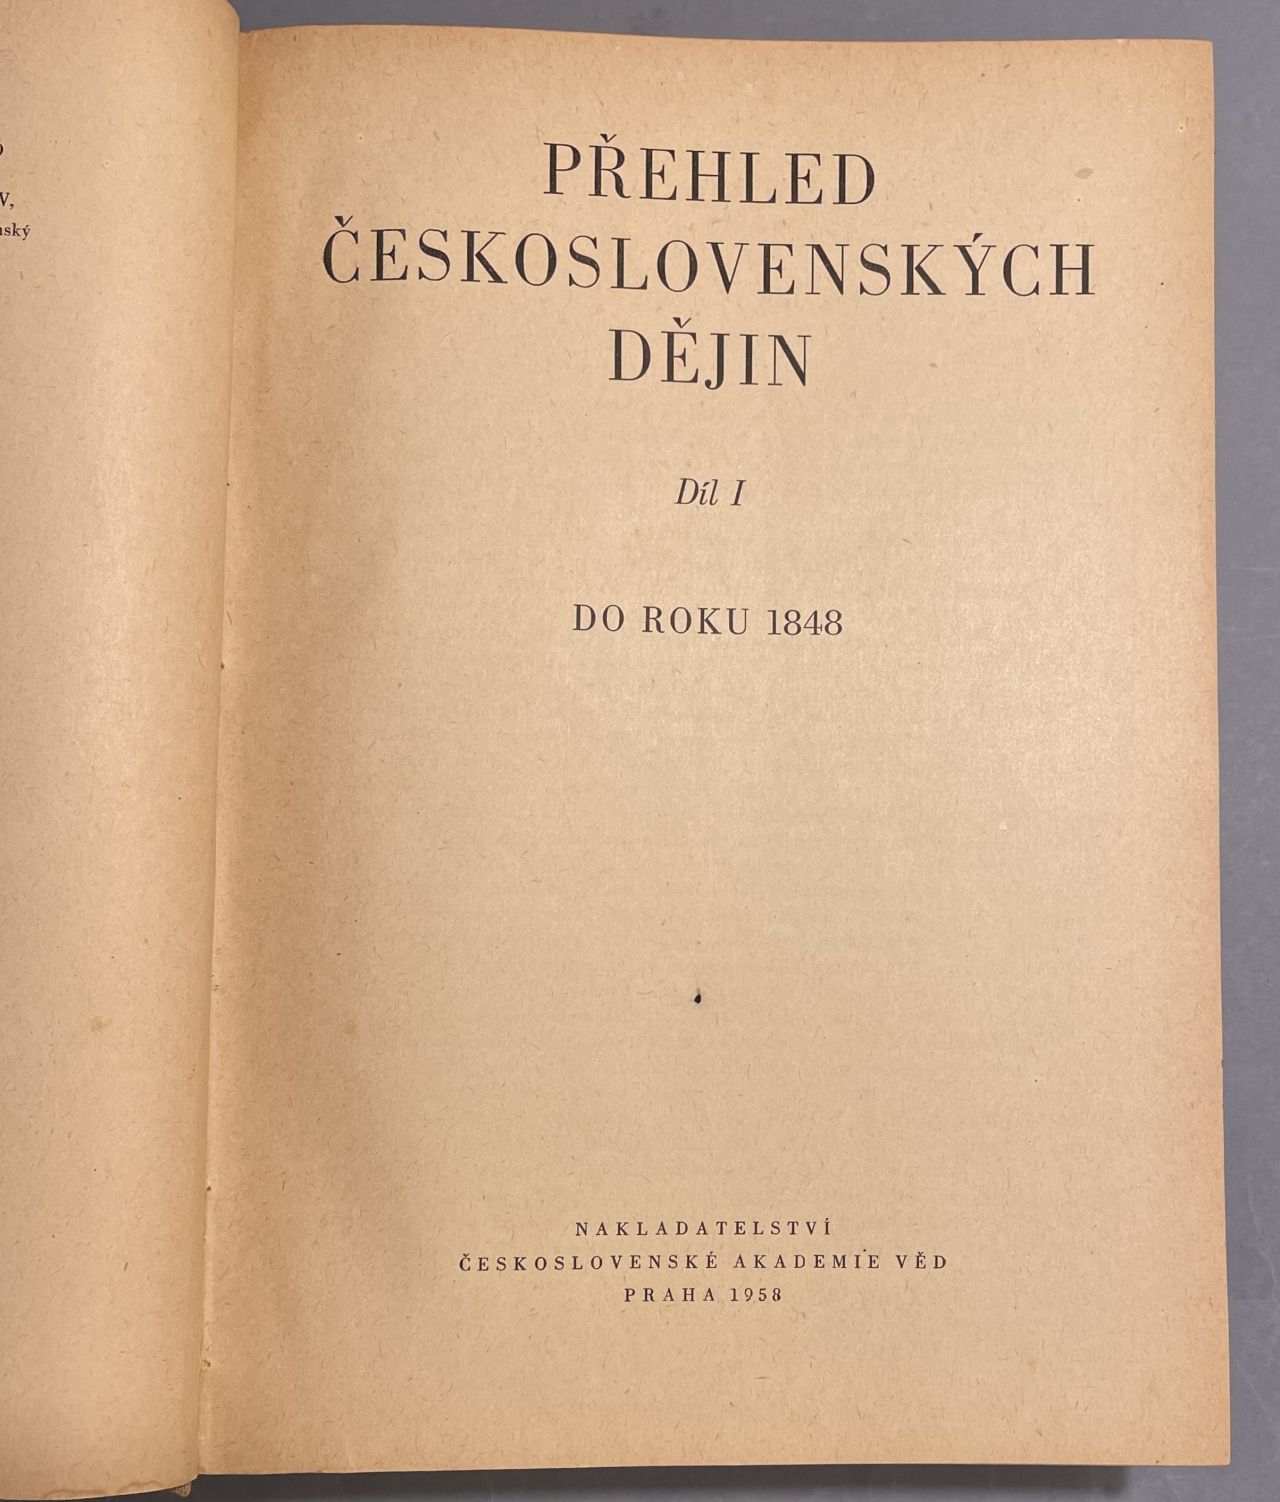 PŘEHLED
ČESKOSLOVENSKÝCH
DĚJIN
Díl I
DO ROKU 1848
NAKLADATELSTVÍ
ČESKOSLOVENSKÉ AKADEMIE VĚD
PRAHA 1958